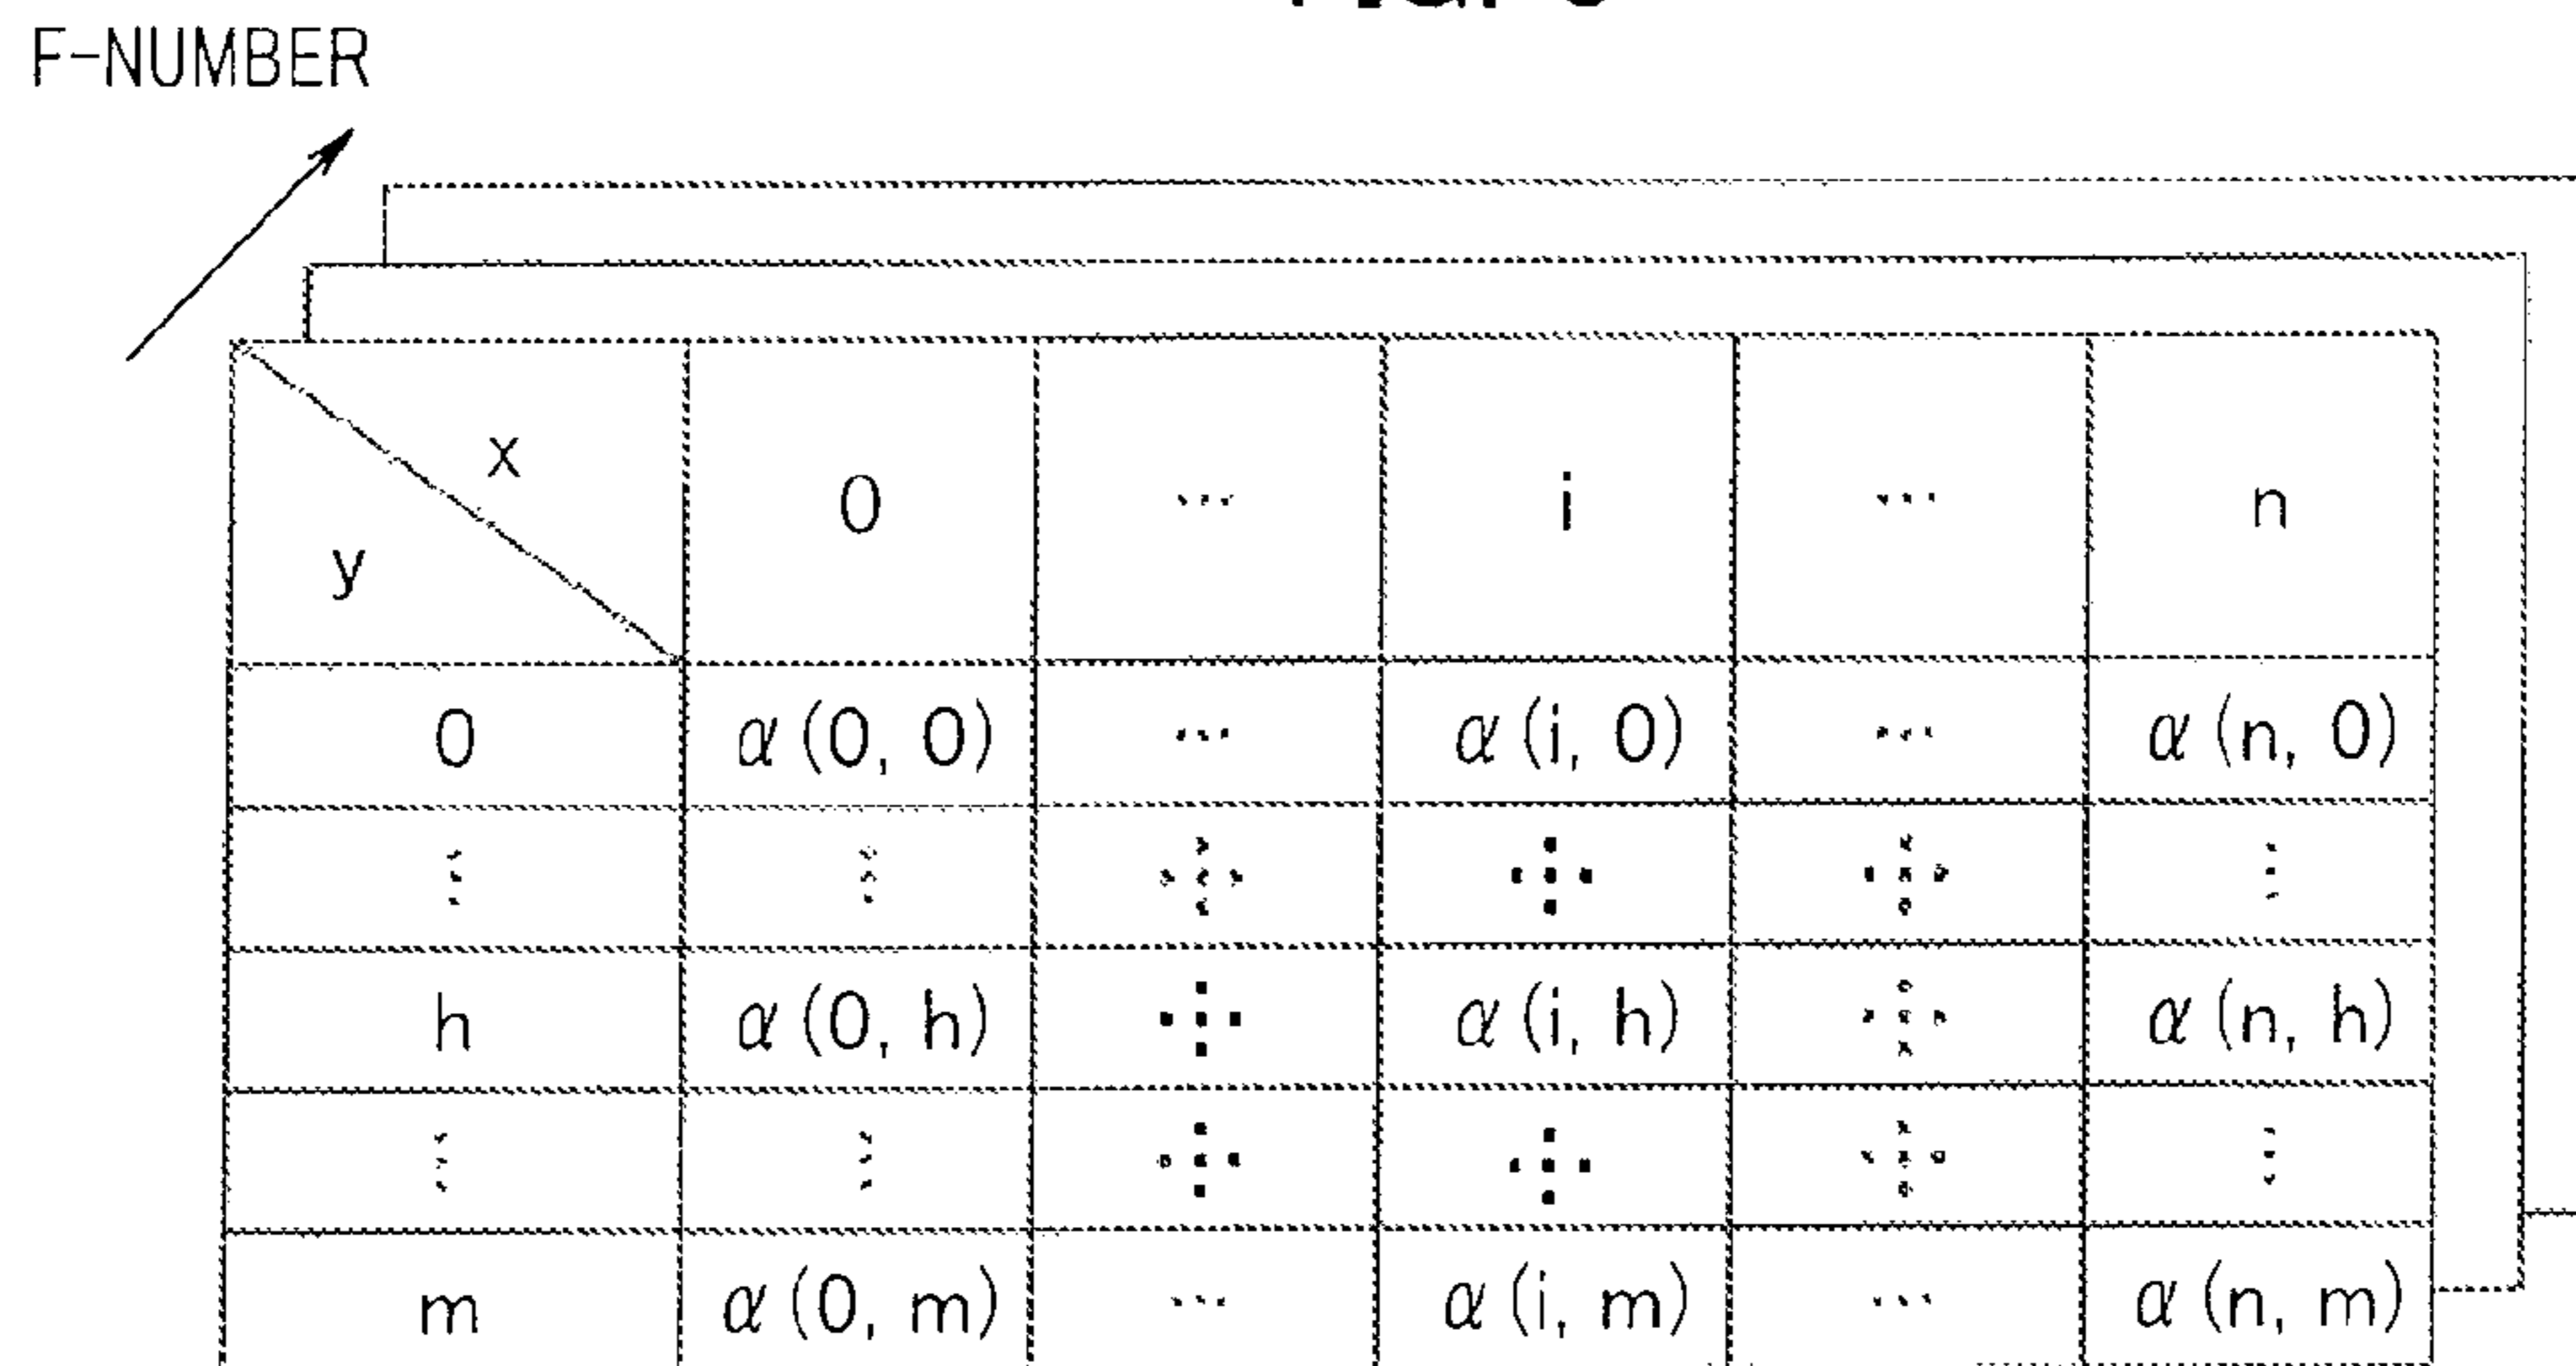 F-NUMBER
x
y
0 ... i ... n
0 α(0, 0) ... α(i, 0) ... α(n, 0)
h α(0, h) α(i, h) α(n, h)
m α(0, m) ... α(i, m) ... α(n, m)